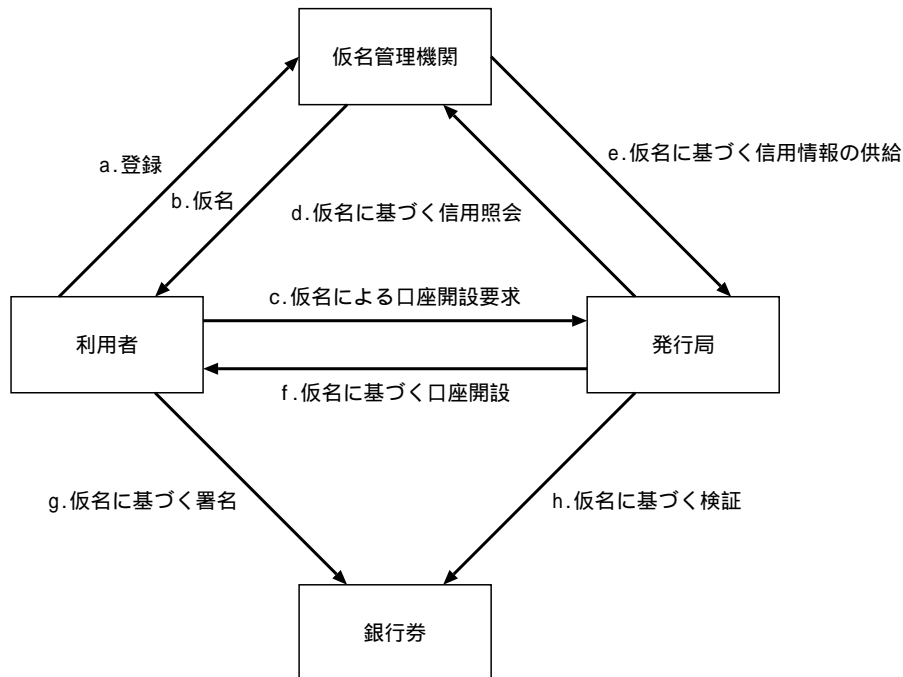 仮名管理機関
a.登録
e.仮名に基づく信用情報の供給
b.仮名
d.仮名に基づく信用照会
c.仮名による口座開設要求
利用者
発行局
f.仮名に基づく口座開設
g.仮名に基づく署名
h.仮名に基づく検証
銀行券